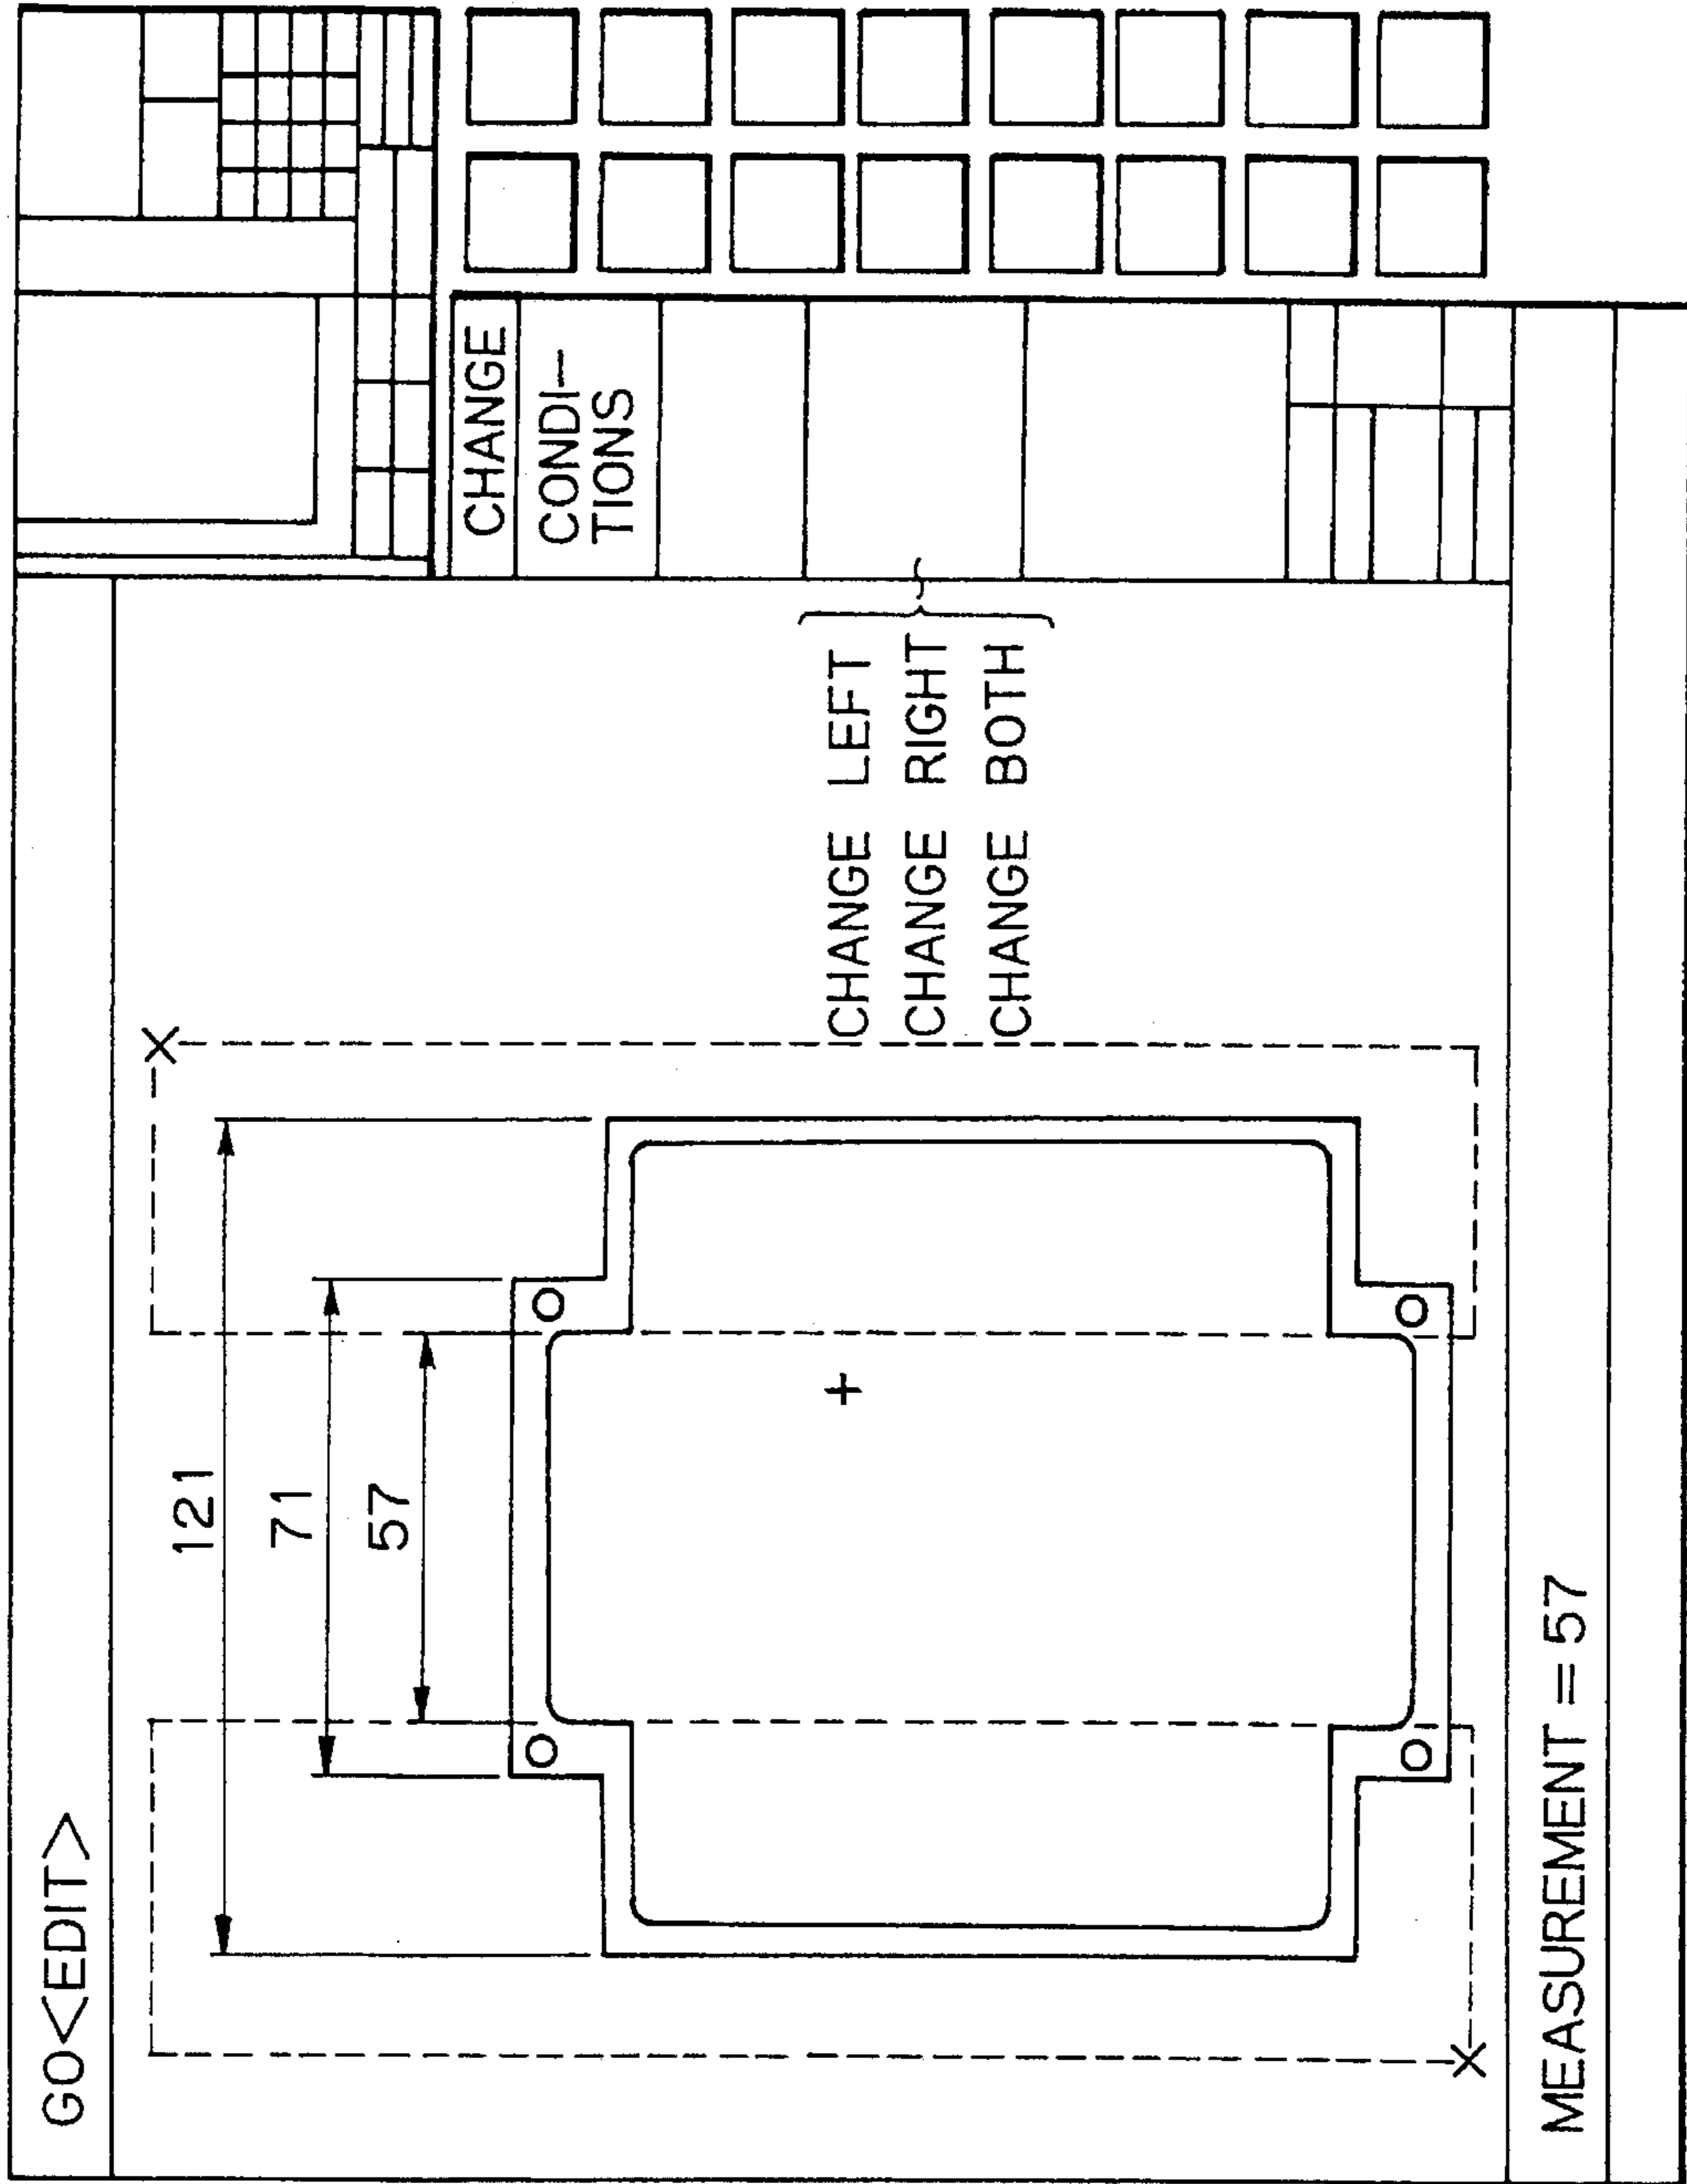 GO<EDIT>
CHANGE
CONDI-
TIONS
121
71
57
CHANGE LEFT
CHANGE RIGHT
CHANGE BOTH
MEASUREMENT = 57